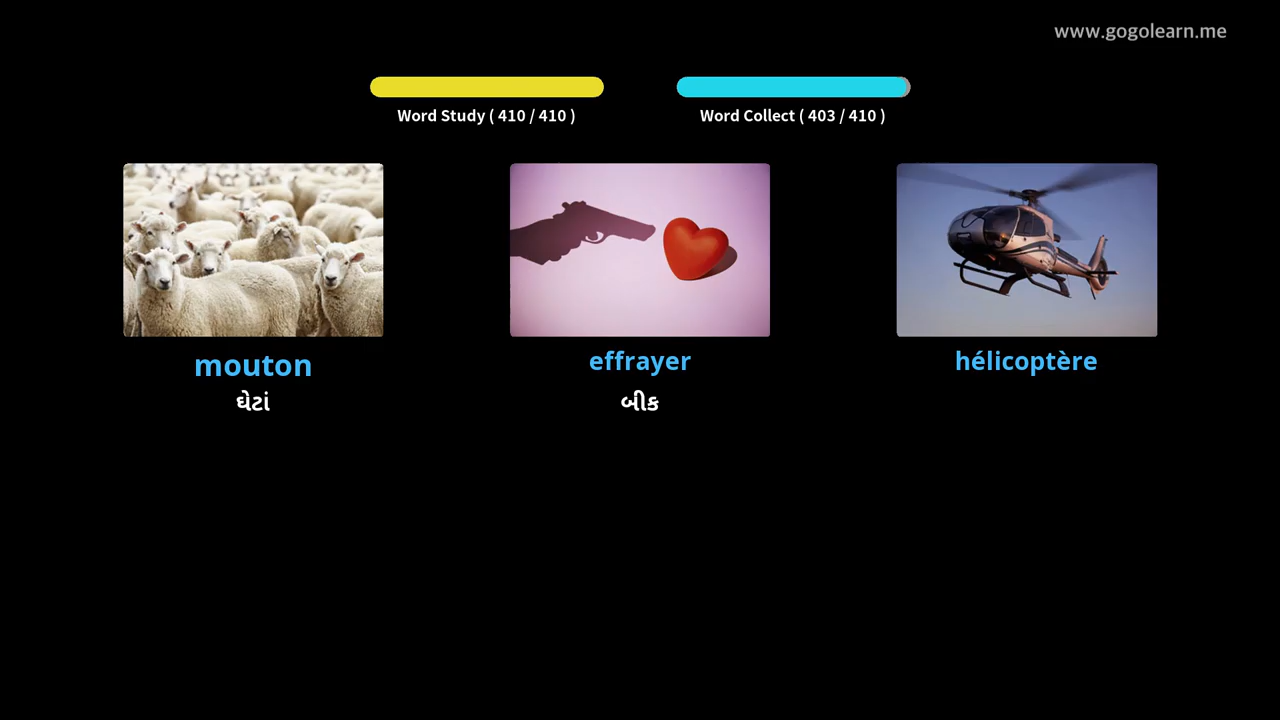 www.gogolearn.me
Word Study ( 410 / 410 )
Word Collect ( 403 / 410 )
mouton
effrayer
hélicoptère
ઘેટાં
બીક